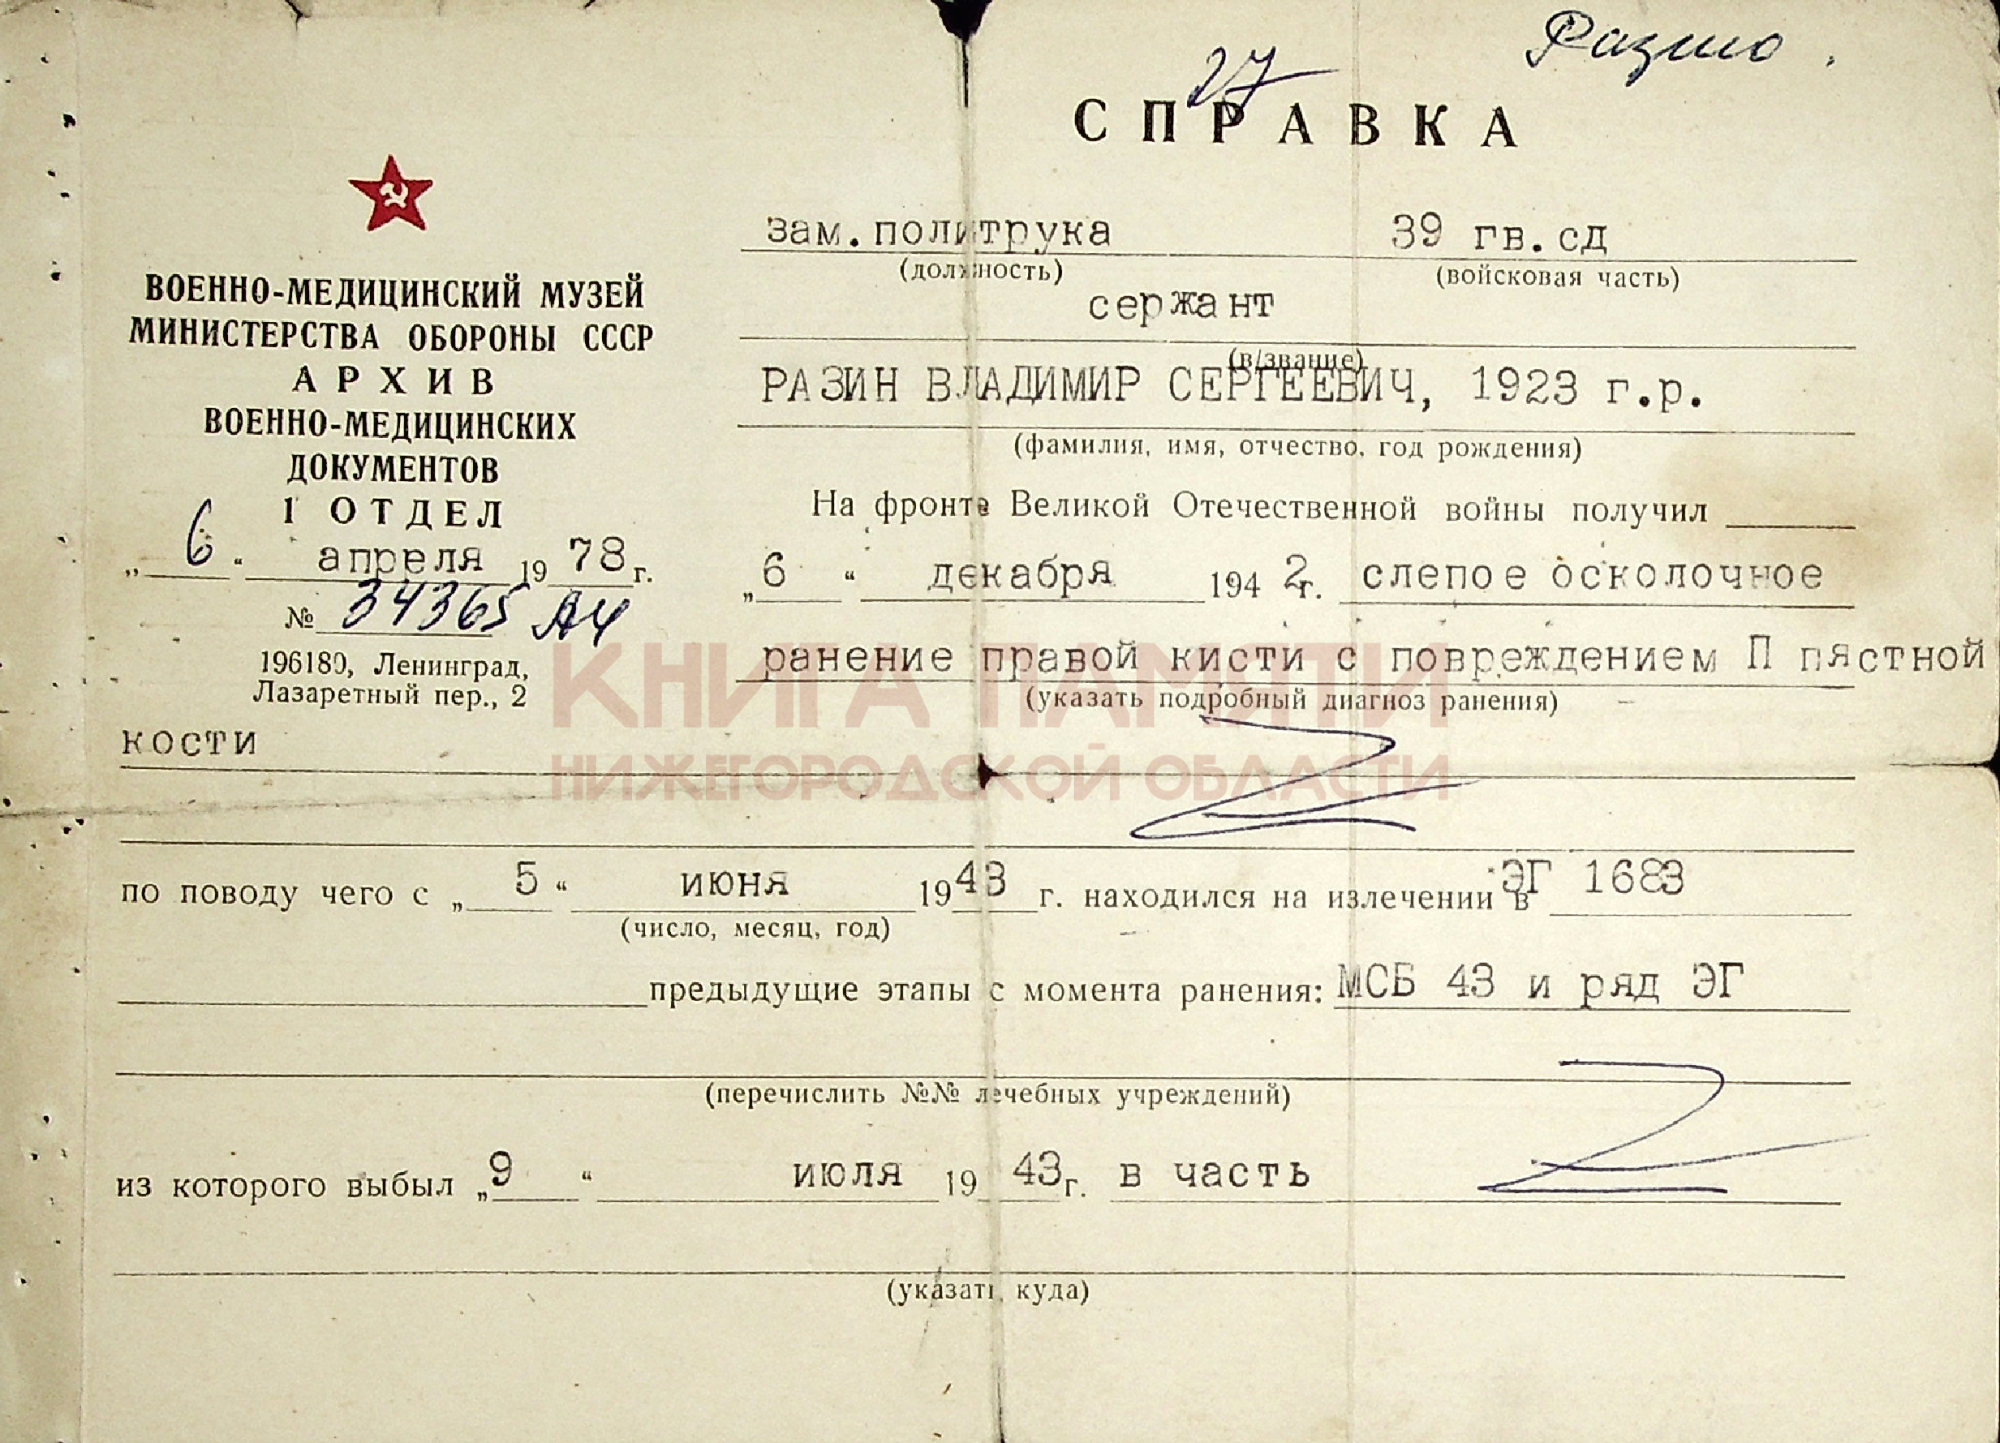 Разию.
27
СПРАВКА
ВОЕННО-МЕДИЦИНСКИЙ МУЗЕЙ
МИНИСТЕРСТВА ОБОРОНЫ СССР
АРХИВ
ВОЕННО-МЕДИЦИНСКИХ
ДОКУМЕНТОВ
1 ОТДЕЛ
„ 6 “ апреля 1978 г.
№ 34365 А4
196180, Ленинград,
Лазаретный пер., 2
зам.политрука 39 гв.сд
(должность) (войсковая часть)
сержант
(в/звание)
РАЗИН ВЛАДИМИР СЕРГЕЕВИЧ, 1923 г.р.
(фамилия, имя, отчество, год рождения)
На фронте Великой Отечественной войны получил
„ 6 “ декабря 1942 г. слепое осколочное
ранение правой кисти с повреждением П пястной
(указать подробный диагноз ранения)
кости
КНИГА ПАМЯТИ
НИЖЕГОРОДСКОЙ ОБЛАСТИ
по поводу чего с „ 5 “ июня 1943 г. находился на излечении в ЭГ 1683
(число, месяц, год)
предыдущие этапы с момента ранения: МСБ 43 и ряд ЭГ
(перечислить №№ лечебных учреждений)
из которого выбыл „ 9 “ июля 1943 г. в часть
(указать куда)